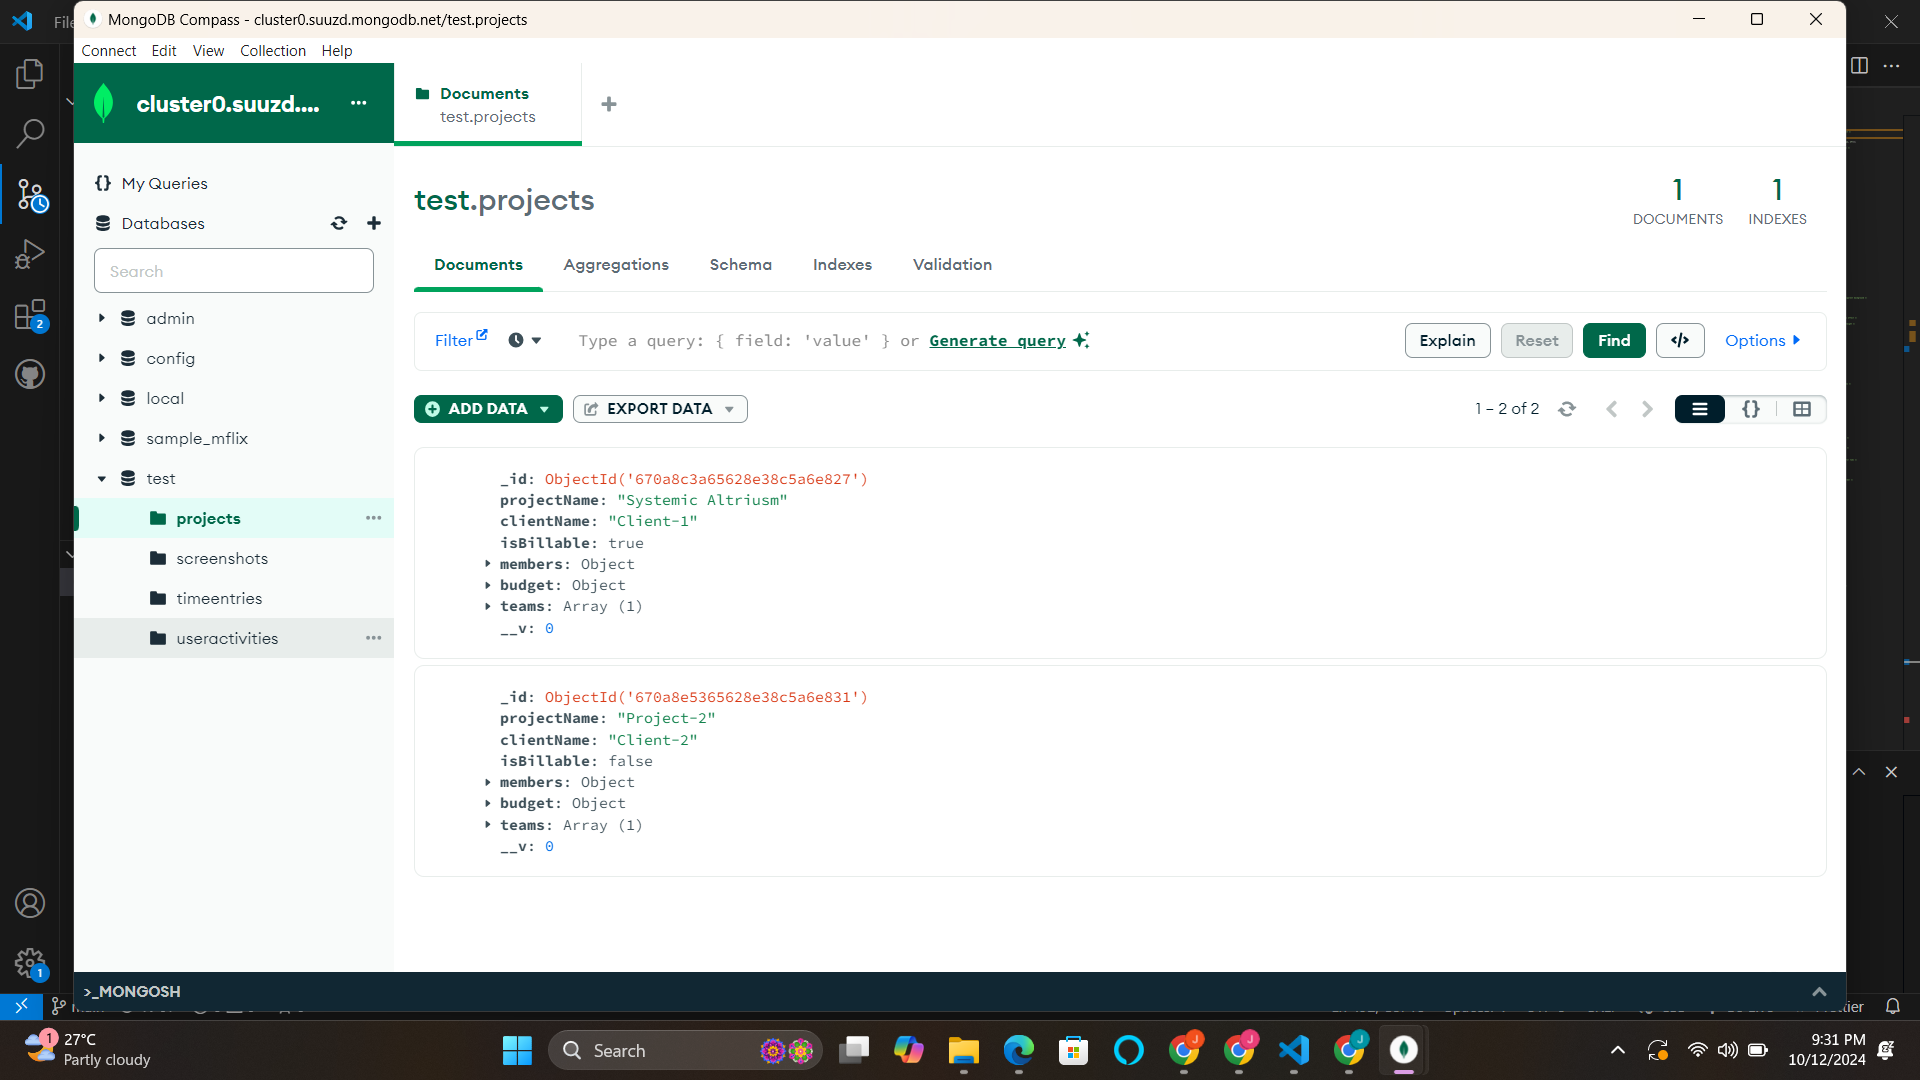 File
MongoDB Compass - cluster0.suuzd.mongodb.net/test.projects
Connect Edit View Collection Help
cluster0.suuzd....
Documents
test.projects
My Queries
Databases
Search
admin
config
local
sample_mflix
test
projects
screenshots
timeentries
useractivities
test.projects
1
DOCUMENTS
1
INDEXES
Documents Aggregations Schema Indexes Validation
Filter
Type a query: { field: 'value' } or Generate query
Explain Reset Find </> Options
ADD DATA EXPORT DATA
1 – 2 of 2
{}
_id: ObjectId('670a8c3a65628e38c5a6e827')
projectName: "Systemic Altriusm"
clientName: "Client-1"
isBillable: true
members: Object
budget: Object
teams: Array (1)
__v: 0
_id: ObjectId('670a8e5365628e38c5a6e831')
projectName: "Project-2"
clientName: "Client-2"
isBillable: false
members: Object
budget: Object
teams: Array (1)
__v: 0
>_MONGOSH
2
1
1
27°C
Partly cloudy
Search
J
J
J
9:31 PM
10/12/2024